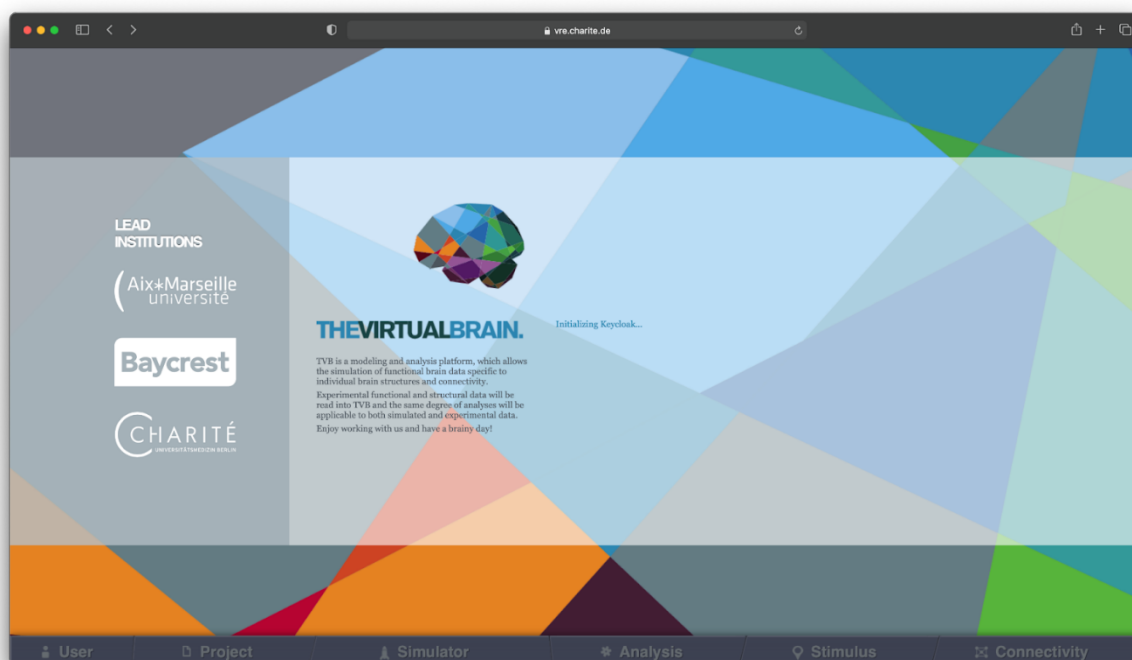 vre.charite.de
LEAD
INSTITUTIONS
Aix*Marseille
université
Baycrest
CHARITÉ
UNIVERSITÄTSMEDIZIN BERLIN
THEVIRTUALBRAIN.
TVB is a modeling and analysis platform, which allows
the simulation of functional brain data specific to
individual brain structures and connectivity.
Experimental functional and structural data will be
read into TVB and the same degree of analyses will be
applicable to both simulated and experimental data.
Enjoy working with us and have a brainy day!
Initializing Keycloak...
User Project Simulator Analysis Stimulus Connectivity